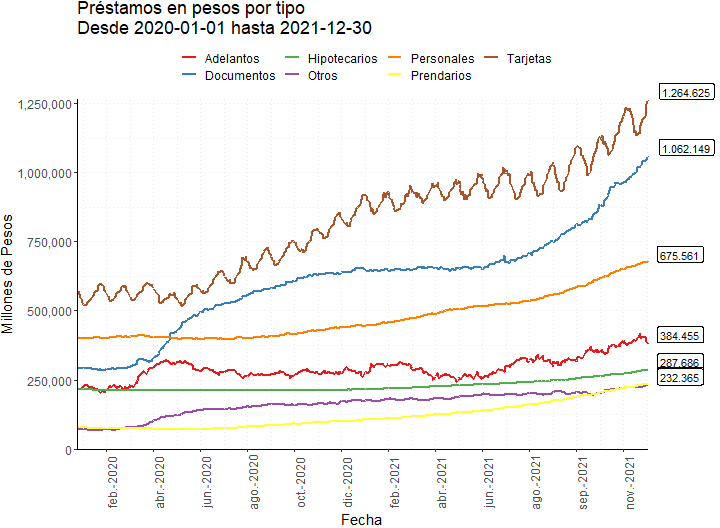 Préstamos en pesos por tipo
Desde 2020-01-01 hasta 2021-12-30
Adelantos Hipotecarios Personales Tarjetas
Documentos Otros Prendarios
1.264.625
1,250,000
1.062.149
1,000,000
750,000
675.561
500,000
384.455
287.686
250,000
232.365
0
Millones de Pesos
feb.-2020 abr.-2020 jun.-2020 ago.-2020 oct.-2020 dic.-2020 feb.-2021 abr.-2021 jun.-2021 ago.-2021 sep.-2021 nov.-2021
Fecha